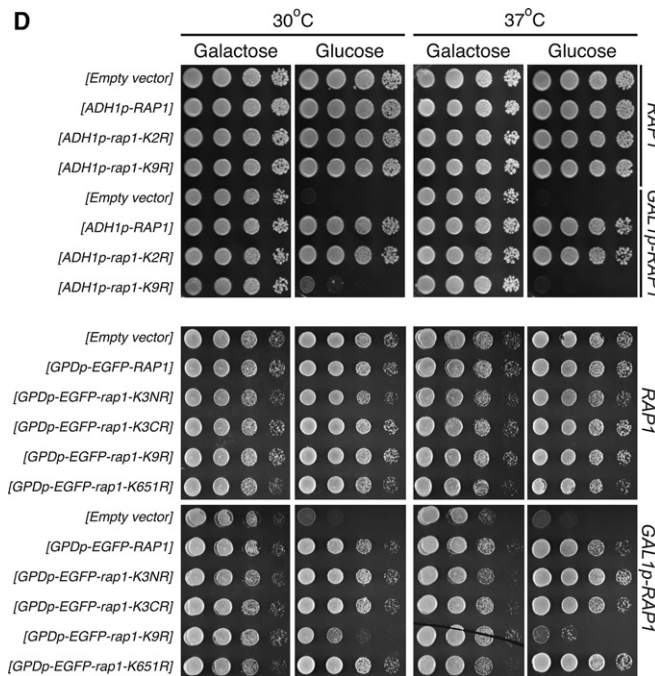 D
30°C 37°C
Galactose Glucose Galactose Glucose
[Empty vector]
[ADH1p-RAP1]
[ADH1p-rap1-K2R]
[ADH1p-rap1-K9R]
RAP1
[Empty vector]
[ADH1p-RAP1]
[ADH1p-rap1-K2R]
[ADH1p-rap1-K9R]
GAL1p-RAP1
[Empty vector]
[GPDp-EGFP-RAP1]
[GPDp-EGFP-rap1-K3NR]
[GPDp-EGFP-rap1-K3CR]
[GPDp-EGFP-rap1-K9R]
[GPDp-EGFP-rap1-K651R]
RAP1
[Empty vector]
[GPDp-EGFP-RAP1]
[GPDp-EGFP-rap1-K3NR]
[GPDp-EGFP-rap1-K3CR]
[GPDp-EGFP-rap1-K9R]
[GPDp-EGFP-rap1-K651R]
GAL1p-RAP1